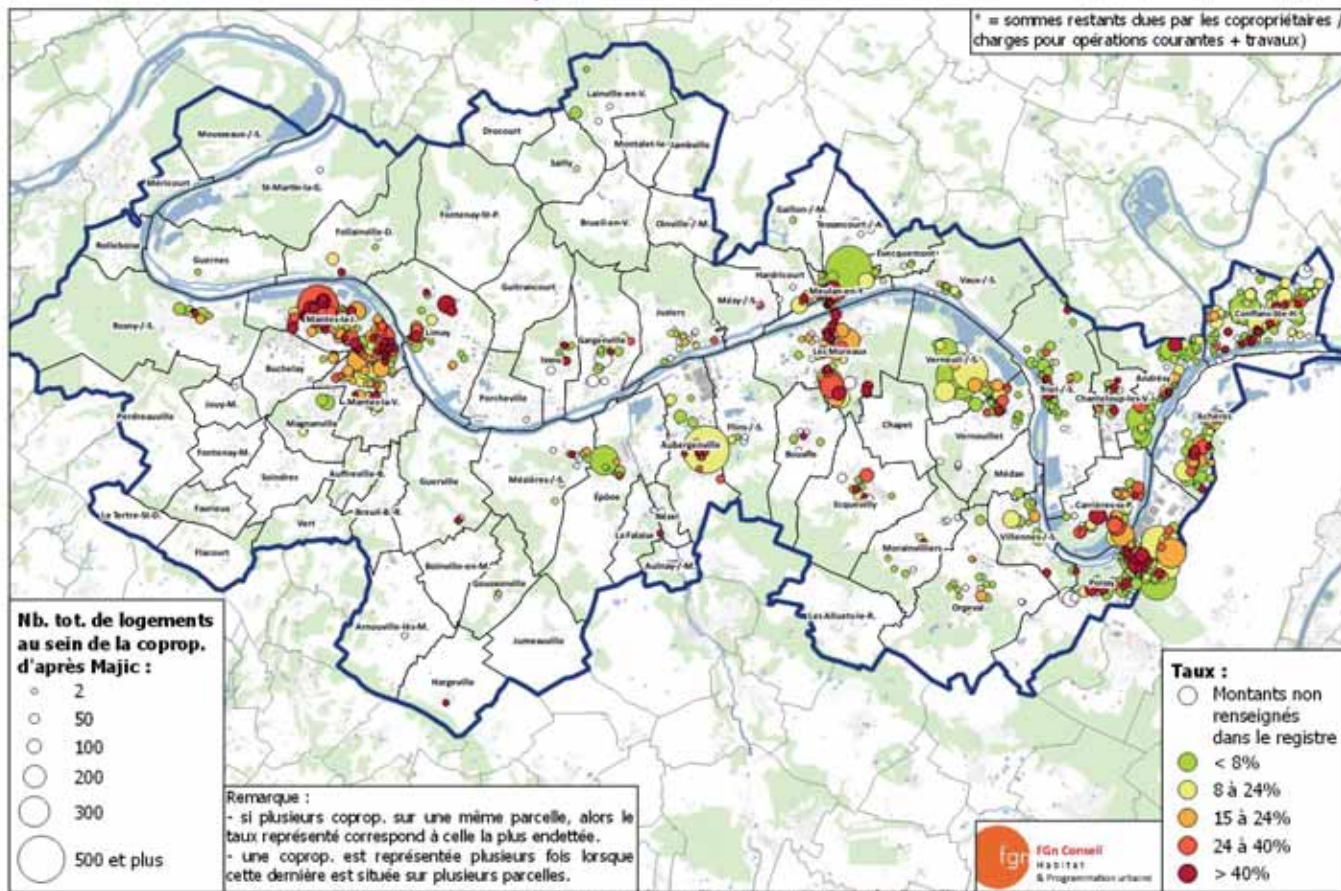 * = sommes restants dues par les copropriétaires /
charges pour opérations courantes + travaux)
Lainville-en-V.
Mousseaux-/-S.
Drocourt
Montalet-le-
Jambville
Sailly
Méricourt
St-Martin-la-G.
Fontenay-St-P.
Brueil-en-V.
Oinville-/-M.
Gaillon-/-M.
Tessancourt-/-A.
Rolleboise
Follainville-D.
Evecquemont
Guernes
Hardricourt
Vaux-/-S.
Guitrancourt
Meulan-en-Y.
Mézy-/-S.
Conflans-Ste-H.
Rosny-/-S.
Mantes-la-J.
Limay
Juziers
Gargenville
Issou
Les Mureaux
Verneuil-/-S.
Buchelay
Andrésy
Triel-/-S.
Chanteloup-les-V.
Porcheville
Mantes-la-V.
Jouy-M.
Achères
Perdreauville
Magnanville
Flins-/-S.
Chapet
Aubergenville
Bouafle
Vernouillet
Fontenay-M.
Soindres
Auffreville-B.
Guerville
Mézières-/-S.
Médan
Épône
Ecquevilly
Carrières-ss-P.
Le Tertre-St-D.
Favrieux
Vert
Breuil-B.-R.
Nézel
Villennes-/-S.
La Falaise
Flacourt
Morainvilliers
Boinville-en-M.
Aulnay-/-M.
Poissy
Goussonville
Orgeval
Les Alluets-le-R.
Arnouville-lès-M.
Jumeauville
Hargeville
Nb. tot. de logements
au sein de la coprop.
d'après Majic :
2
50
100
200
300
500 et plus
Remarque :
- si plusieurs coprop. sur une même parcelle, alors le
taux représenté correspond à celle la plus endettée.
- une coprop. est représentée plusieurs fois lorsque
cette dernière est située sur plusieurs parcelles.
fgn
FGn Conseil
Habitat
& Programmation urbaine
Taux :
Montants non
renseignés
dans le registre
< 8%
8 à 24%
15 à 24%
24 à 40%
> 40%